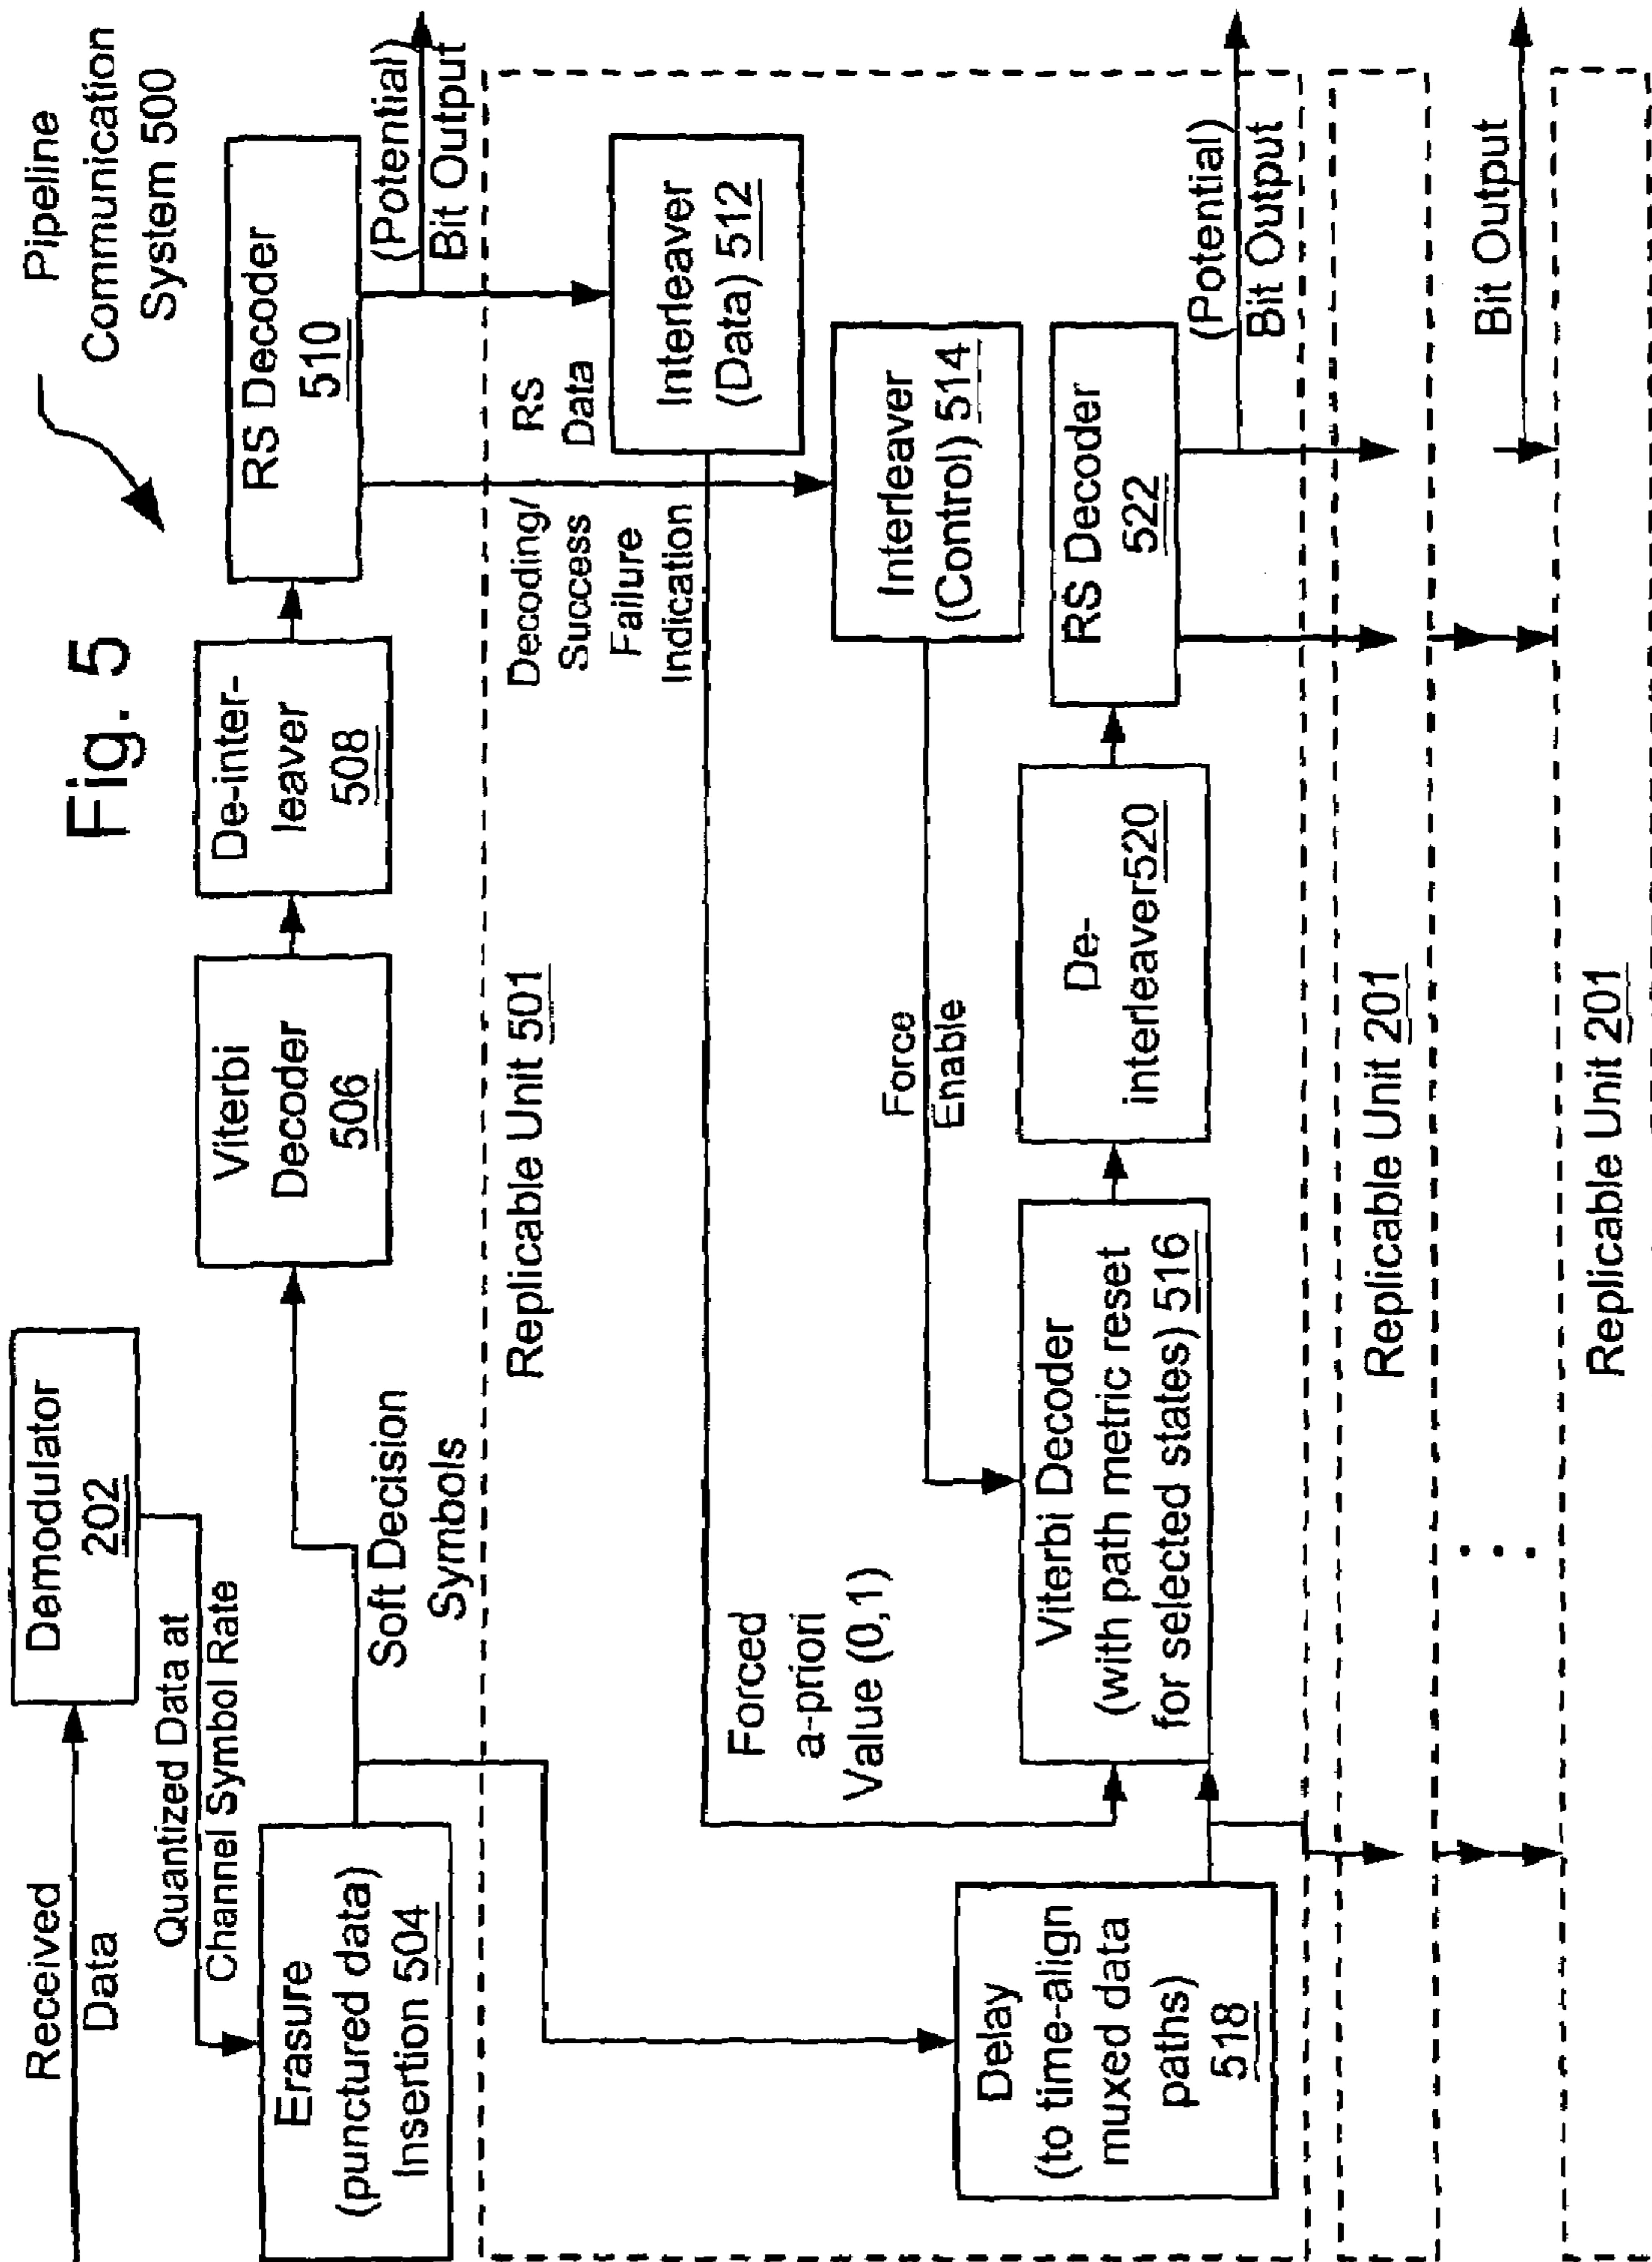 Fig. 5
Pipeline
Communication
System 500
Received
Data
Demodulator
202
Quantized Data at
Channel Symbol Rate
Erasure
(punctured data)
Insertion 504
Soft Decision
Symbols
Viterbi
Decoder
506
De-inter-
leaver
508
RS Decoder
510
(Potential)
Bit Output
Replicable Unit 501
Decoding/
Success
Failure
Indication
RS
Data
Interleaver
(Data) 512
Interleaver
(Control) 514
Forced
a-priori
Value (0,1)
Force
Enable
Delay
(to time-align
muxed data
paths)
518
Viterbi Decoder
(with path metric reset
for selected states) 516
De-
interleaver520
RS Decoder
522
(Potential)
Bit Output
Replicable Unit 201
. . .
Bit Output
Replicable Unit 201